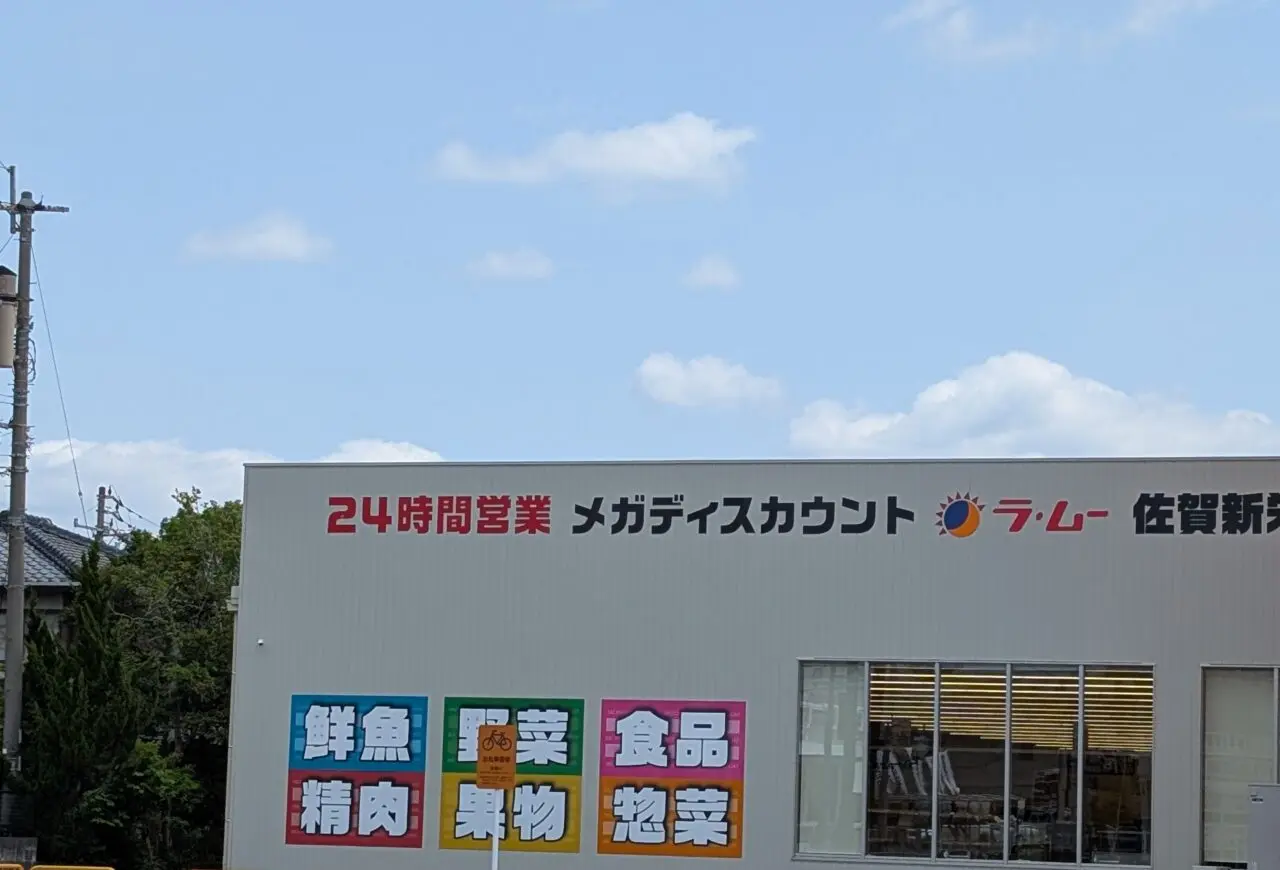 24時間営業 メガディスカウント ラ・ムー 佐賀新
鮮魚
精肉
野菜
果物
食品
惣菜